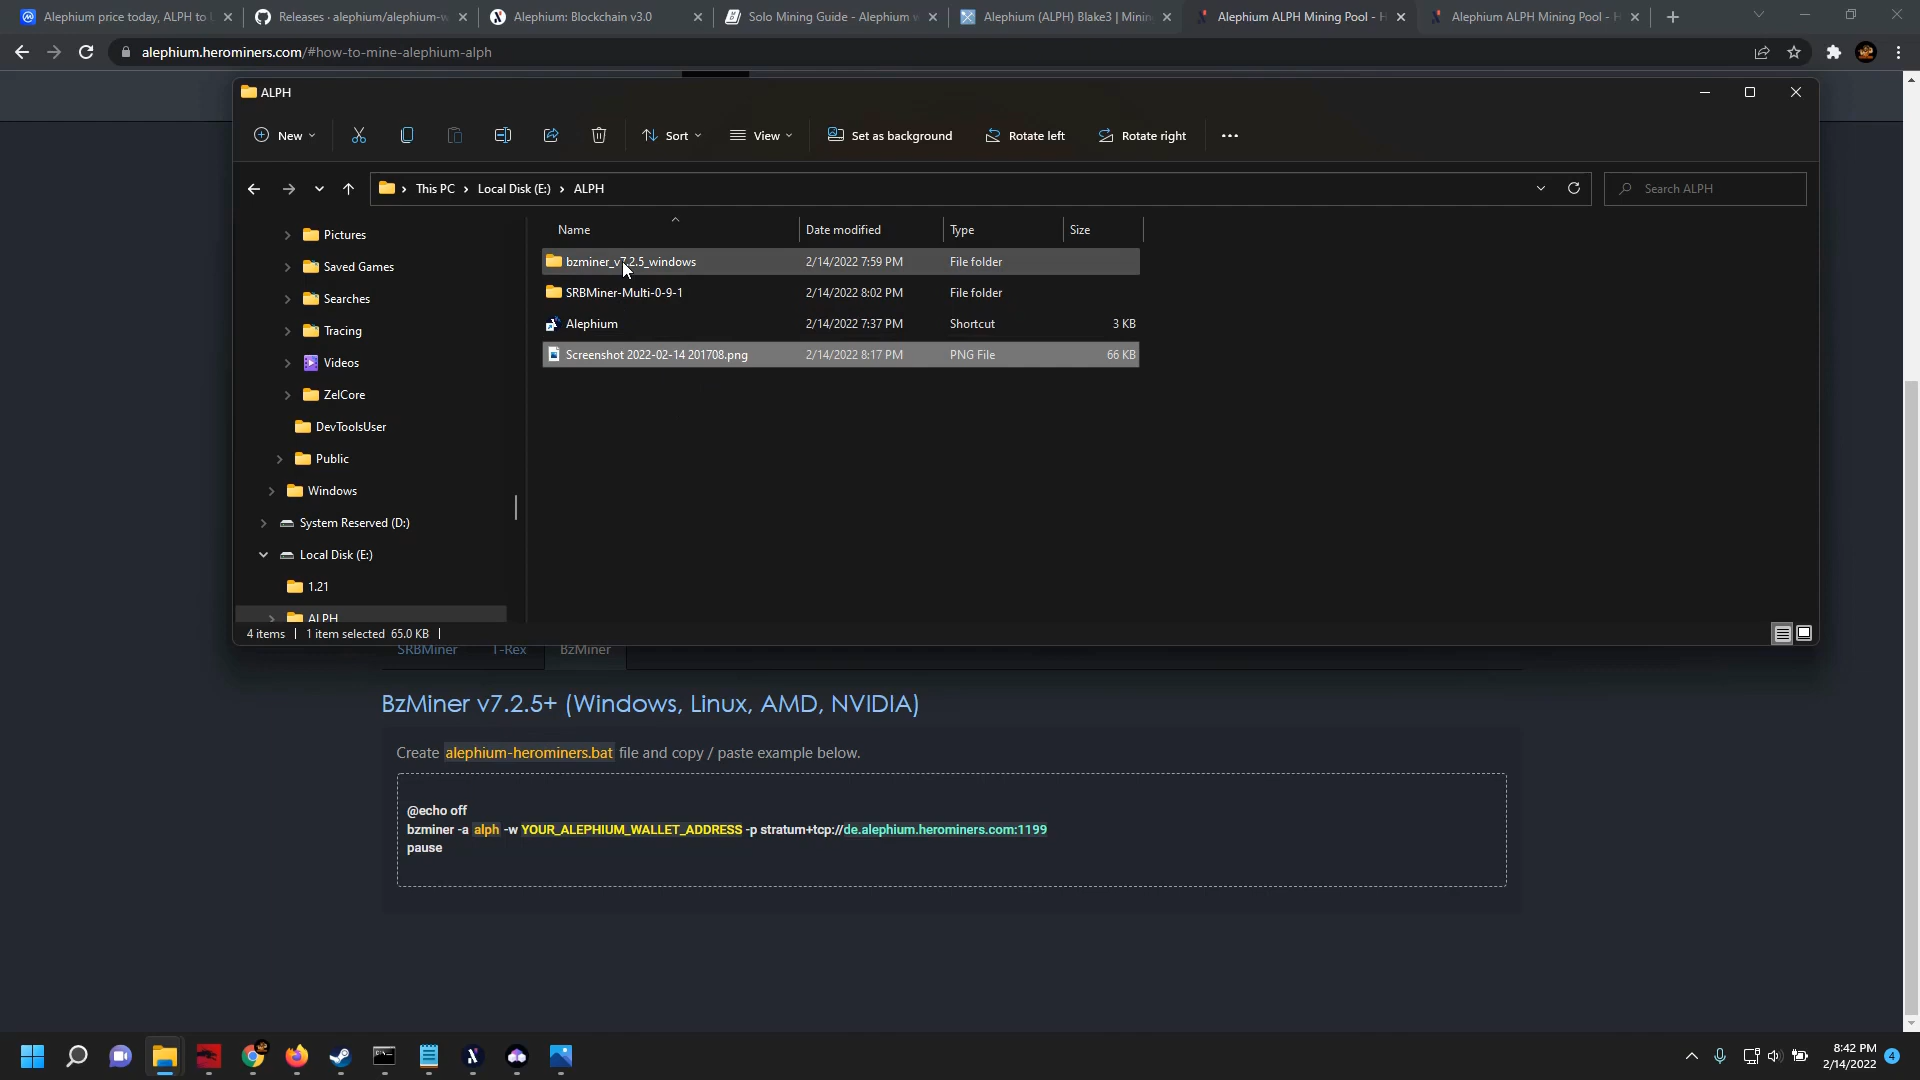 Alephium price today, ALPH to
Releases · alephium/alephium-w
Alephium: Blockchain v3.0
Solo Mining Guide - Alephium w
Alephium (ALPH) Blake3 | Minin
Alephium ALPH Mining Pool - H
Alephium ALPH Mining Pool - H
alephium.herominers.com/#how-to-mine-alephium-alph
ALPH
New
Sort
View
Set as background
Rotate left
Rotate right
This PC
Local Disk (E:)
ALPH
Search ALPH
Name
Date modified
Type
Size
bzminer_v7.2.5_windows
2/14/2022 7:59 PM
File folder
SRBMiner-Multi-0-9-1
2/14/2022 8:02 PM
File folder
Alephium
2/14/2022 7:37 PM
Shortcut
3 KB
Screenshot 2022-02-14 201708.png
2/14/2022 8:17 PM
PNG File
66 KB
Pictures
Saved Games
Searches
Tracing
Videos
ZelCore
DevToolsUser
Public
Windows
System Reserved (D:)
Local Disk (E:)
1.21
ALPH
4 items
1 item selected 65.0 KB
SRBMiner
T-Rex
BzMiner
BzMiner v7.2.5+ (Windows, Linux, AMD, NVIDIA)
Create alephium-herominers.bat file and copy / paste example below.
@echo off
bzminer -a alph -w YOUR_ALEPHIUM_WALLET_ADDRESS -p stratum+tcp://de.alephium.herominers.com:1199
pause
8:42 PM
2/14/2022
4